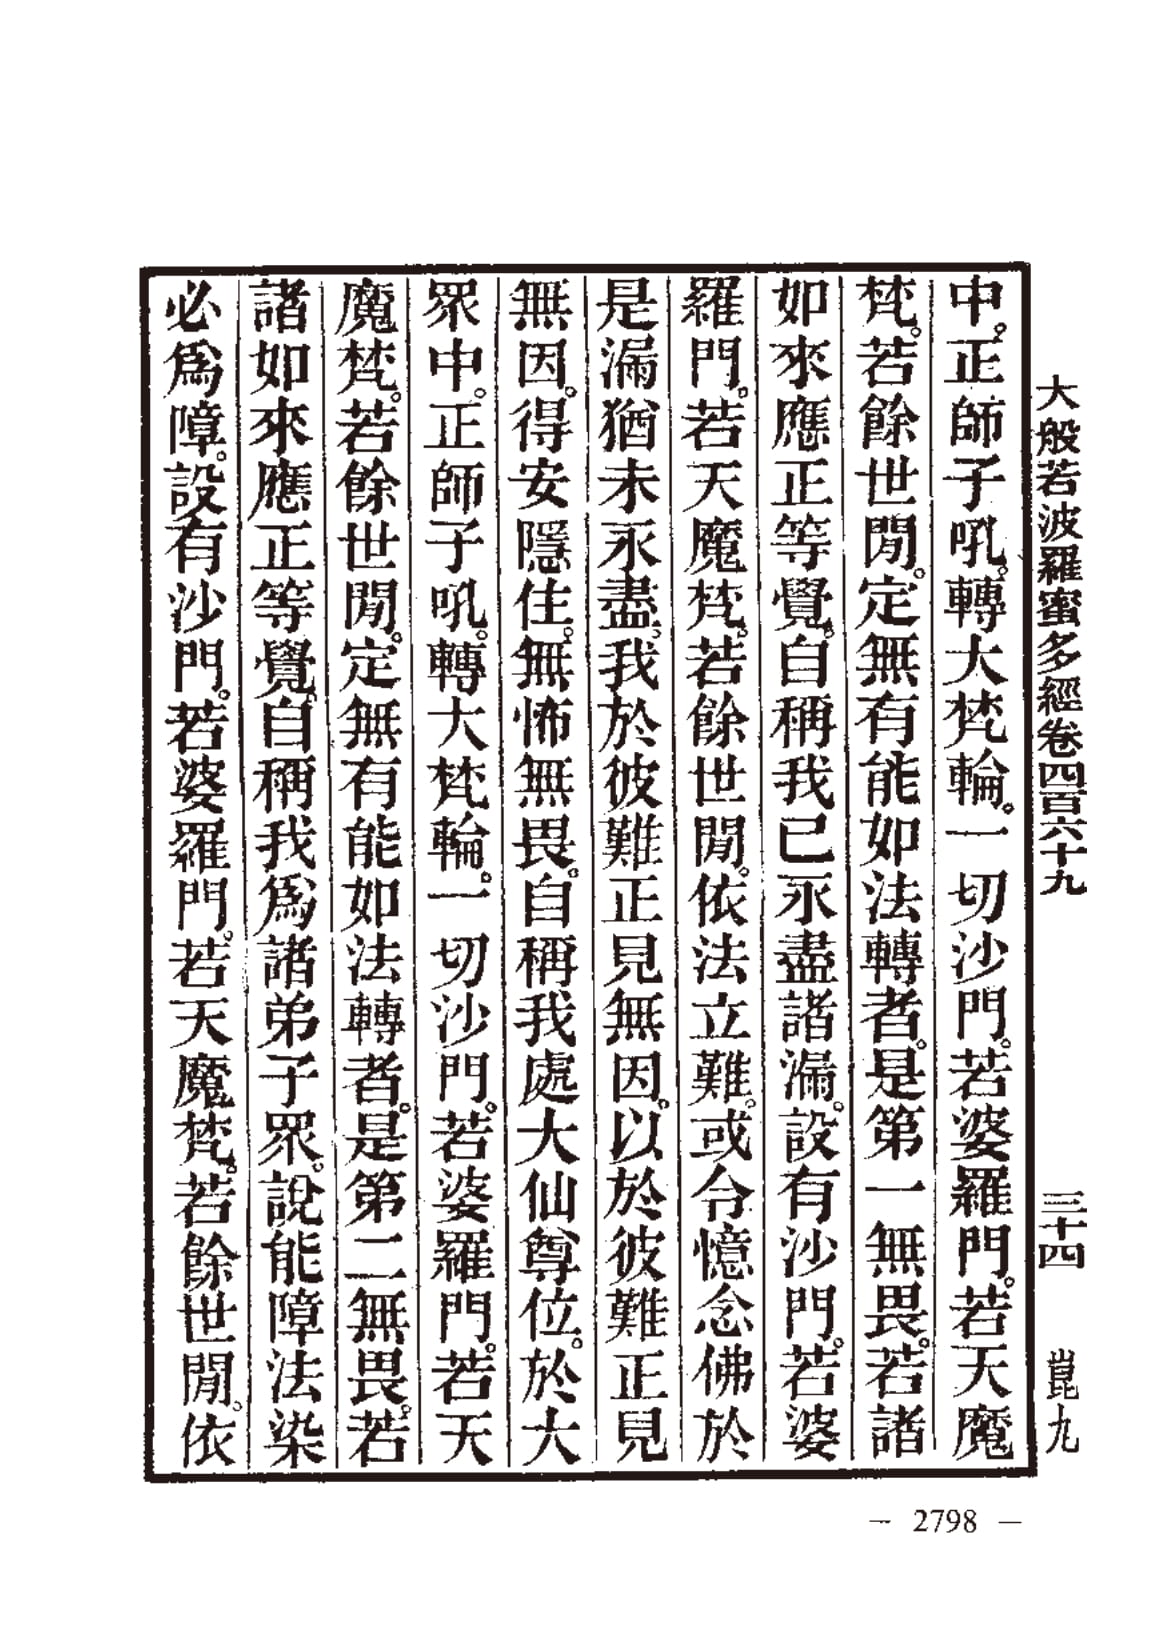 大般若波羅蜜多經卷四百六十九　三十四　崑九
中。正師子吼。轉大梵輪。一切沙門。若婆羅門。若天魔
梵。若餘世閒。定無有能如法轉者。是第一無畏。若諸
如來應正等覺。自稱我已永盡諸漏。設有沙門。若婆
羅門。若天魔梵。若餘世閒。依法立難。或令憶念佛於
是漏猶未永盡。我於彼難正見無因。以於彼難正見
無因。得安隱住。無怖無畏。自稱我處大仙尊位。於大
眾中。正師子吼。轉大梵輪。一切沙門。若婆羅門。若天
魔梵。若餘世閒。定無有能如法轉者。是第二無畏。若
諸如來應正等覺。自稱我爲諸弟子眾。說能障法染
必爲障。設有沙門。若婆羅門。若天魔梵。若餘世閒。依
— 2798 —